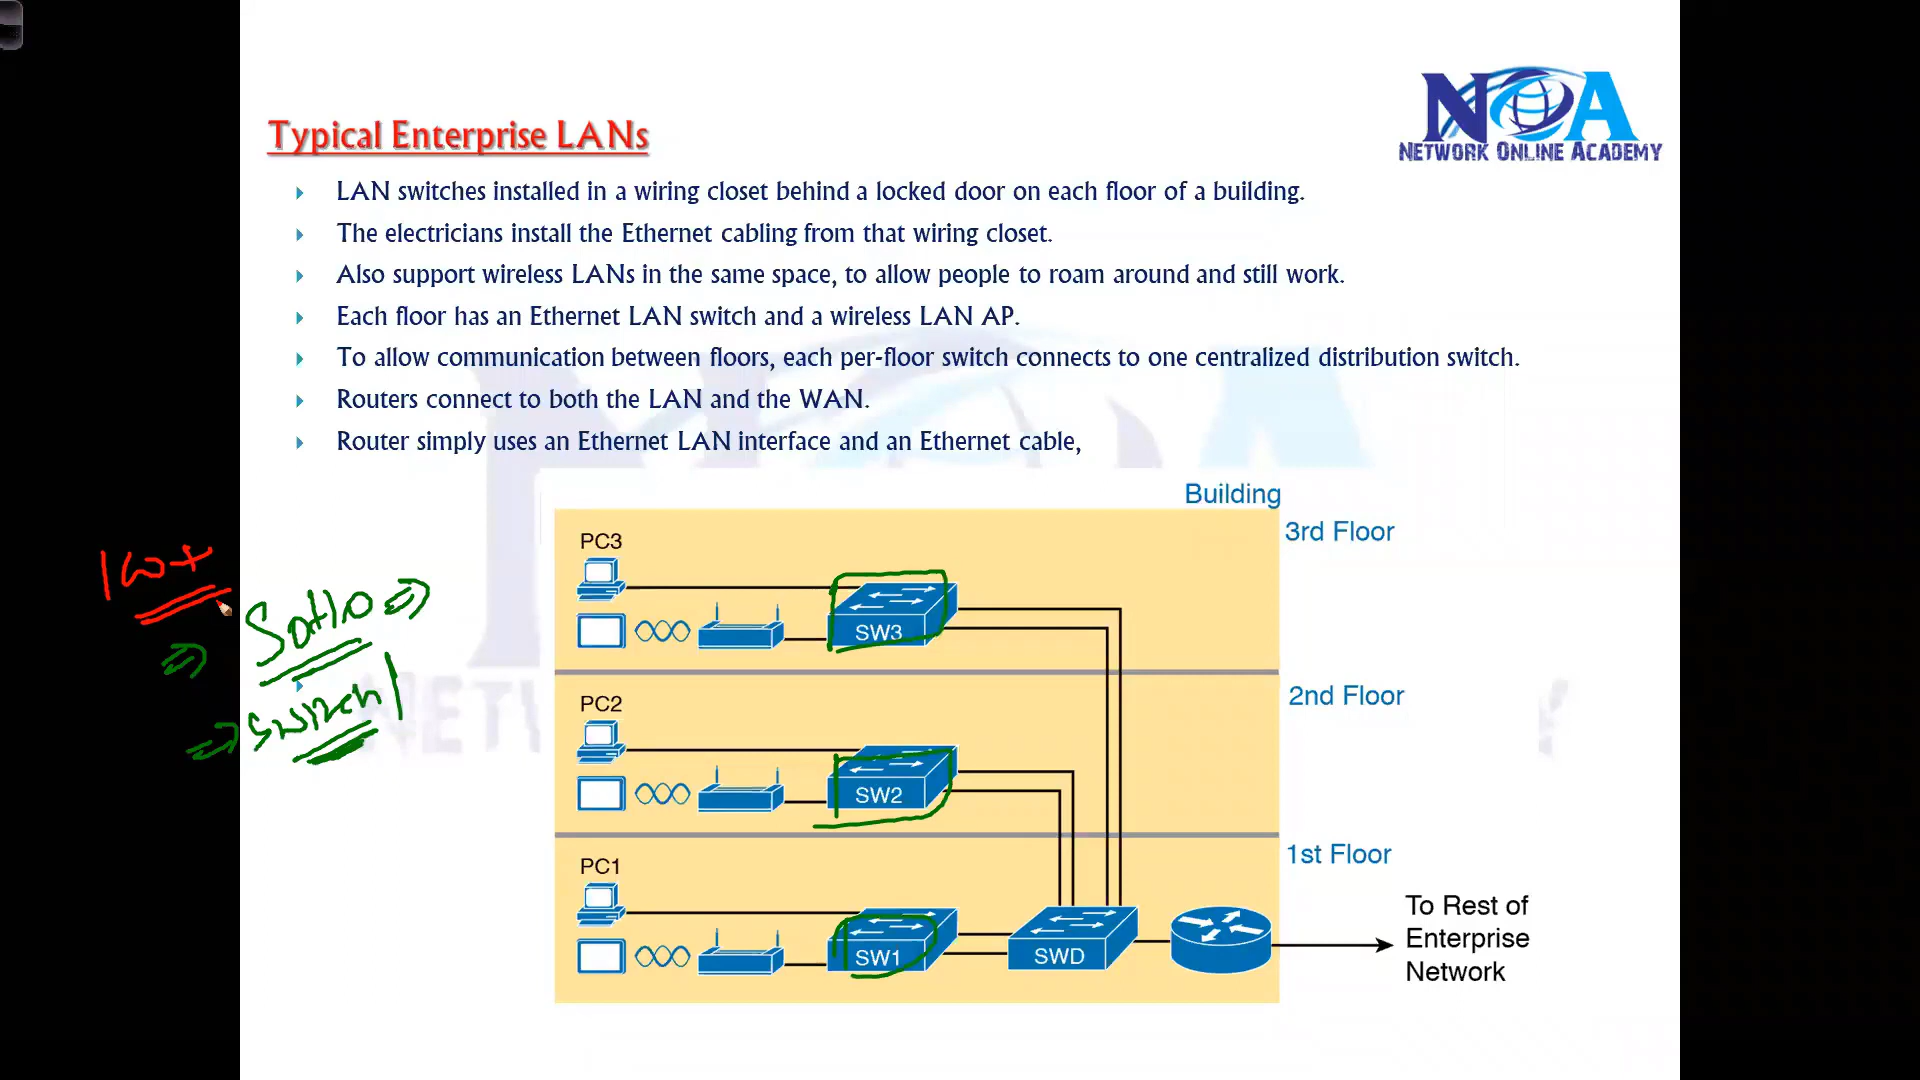 NOA
NETWORK ONLINE ACADEMY
Typical Enterprise LANs
LAN switches installed in a wiring closet behind a locked door on each floor of a building.
The electricians install the Ethernet cabling from that wiring closet.
Also support wireless LANs in the same space, to allow people to roam around and still work.
Each floor has an Ethernet LAN switch and a wireless LAN AP.
To allow communication between floors, each per-floor switch connects to one centralized distribution switch.
Routers connect to both the LAN and the WAN.
Router simply uses an Ethernet LAN interface and an Ethernet cable,
Building
3rd Floor
PC3
SW3
2nd Floor
PC2
SW2
1st Floor
PC1
SW1
SWD
To Rest of
Enterprise
Network
switch